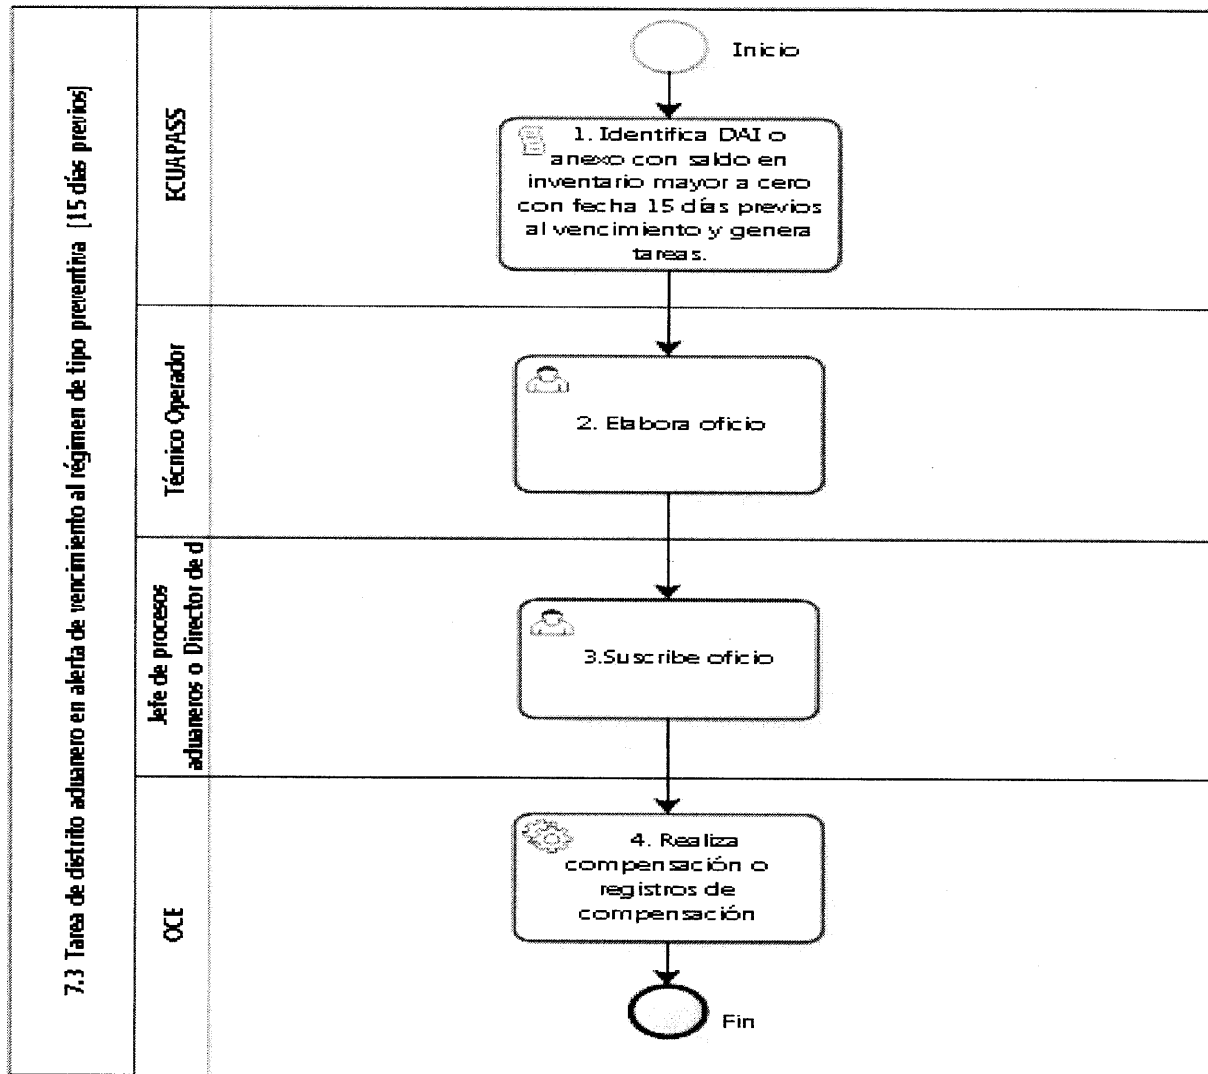 7.3 Tarea de distrito aduanero en alerta de vencimiento al régimen de tipo preventiva [15 días previos]
ECUAPASS
Inicio
1. Identifica DAI o
anexo con saldo en
inventario mayor a cero
con fecha 15 días previos
al vencimiento y genera
tareas.
Técnico Operador
2. Elabora oficio
Jefe de procesos
aduaneros o Director de d
3.Suscribe oficio
OCE
4. Realiza
compensación o
registros de
compensación
Fin